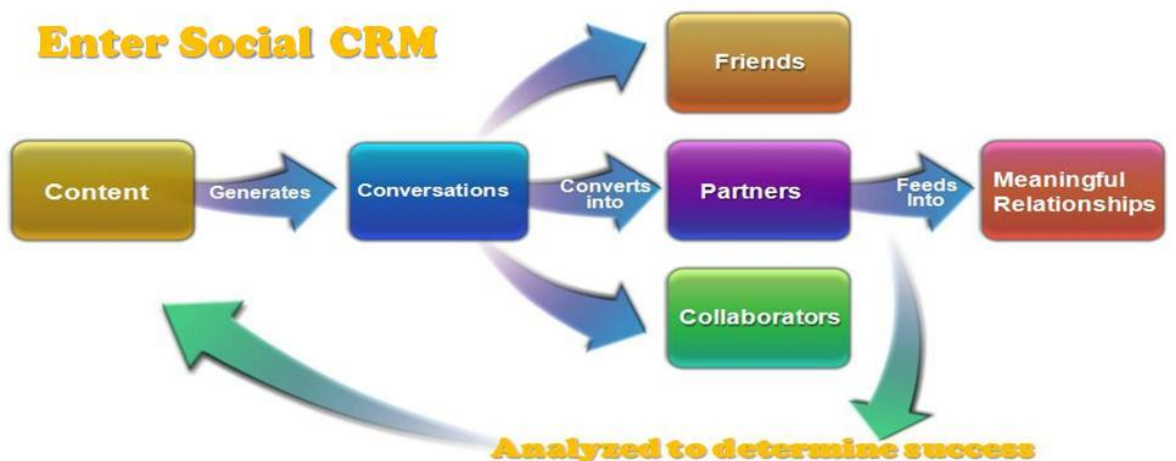 Enter Social CRM
Friends
Content
Generates
Conversations
Converts
into
Partners
Feeds
Into
Meaningful
Relationships
Collaborators
Analyzed to determine success